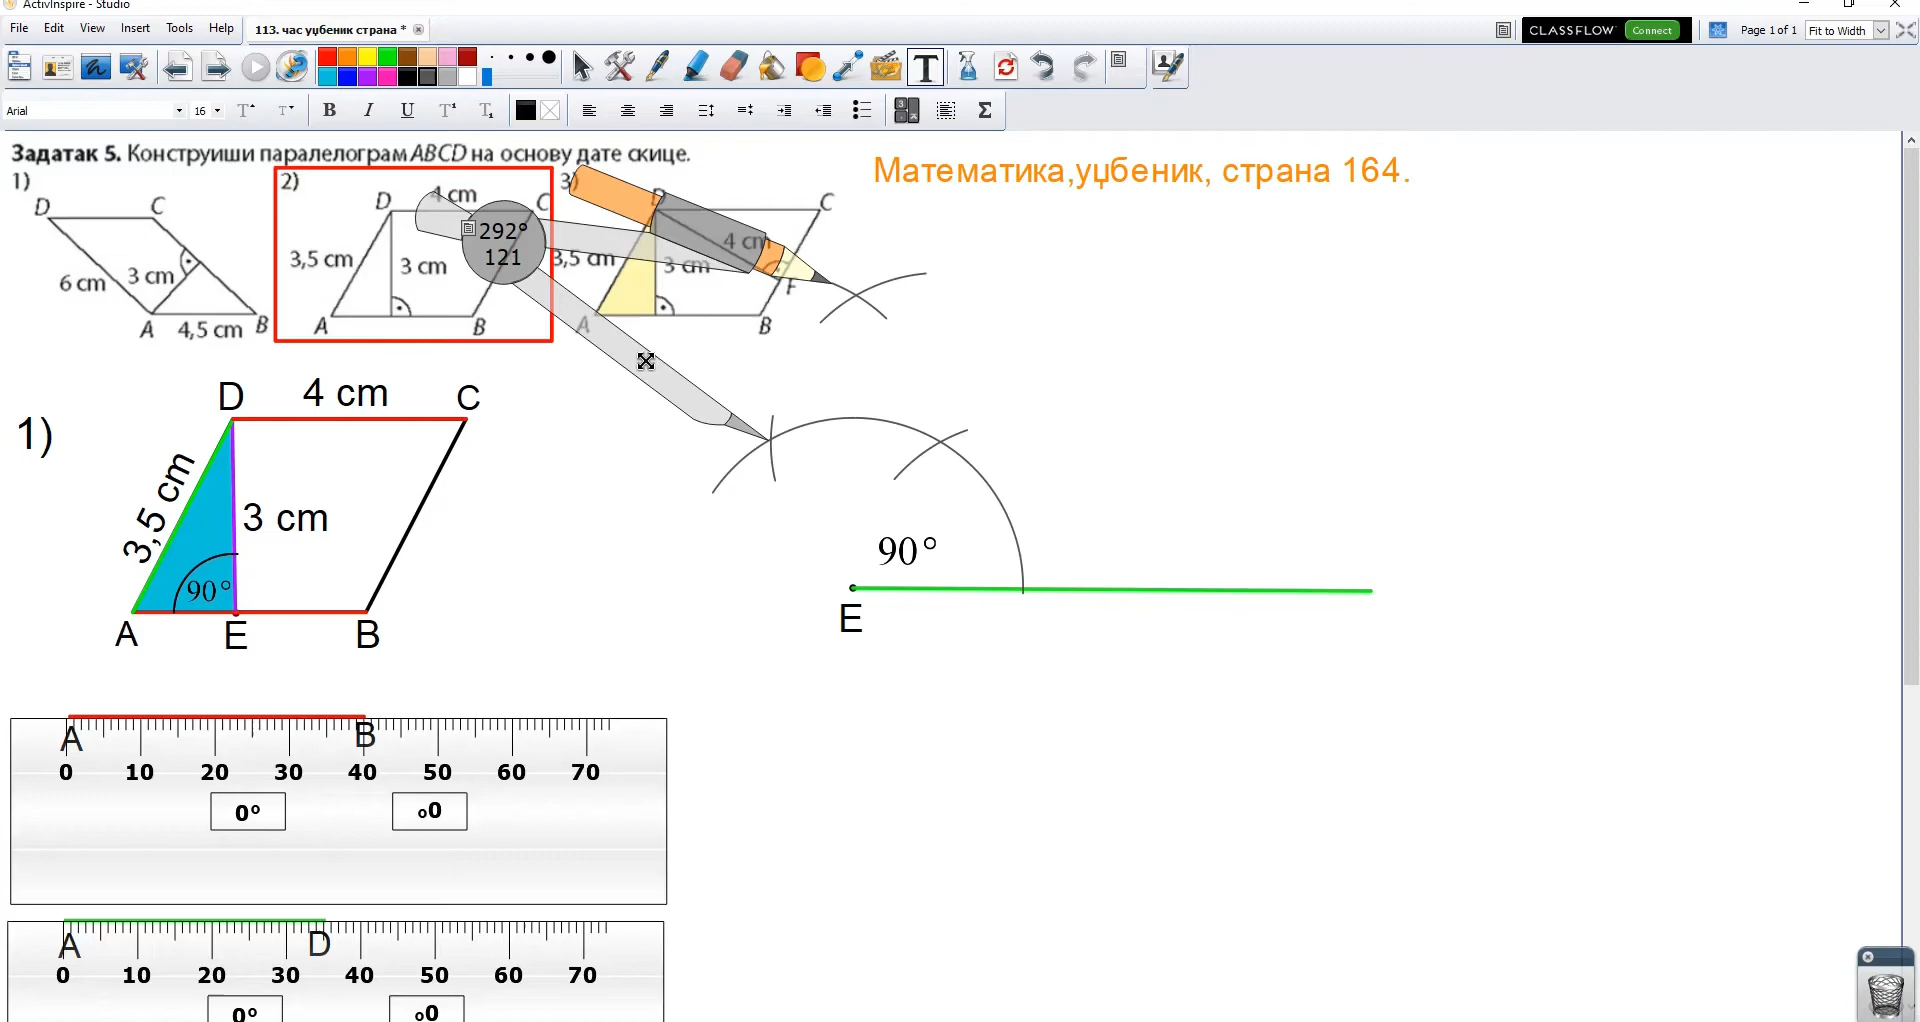 ActivInspire - Studio
File Edit View Insert Tools Help
113. час уџбеник страна *
CLASSFLOW Connect
Page 1 of 1
Fit to Width
Arial 16
B I U T T
Задатак 5. Конструиши паралелограм ABCD на основу дате скице.
Математика,уџбеник, страна 164.
1)
D C
6 cm 3 cm
A 4,5 cm B
2)
D 4 cm C
3,5 cm 3 cm
A B
292°
121
3)
D C
3,5 cm 3 cm 4 cm
F
A B
1)
D 4 cm C
3,5 cm
3 cm
90°
A E B
90°
E
A B
0 10 20 30 40 50 60 70
0° 0°
A D
0 10 20 30 40 50 60 70
0° 0°